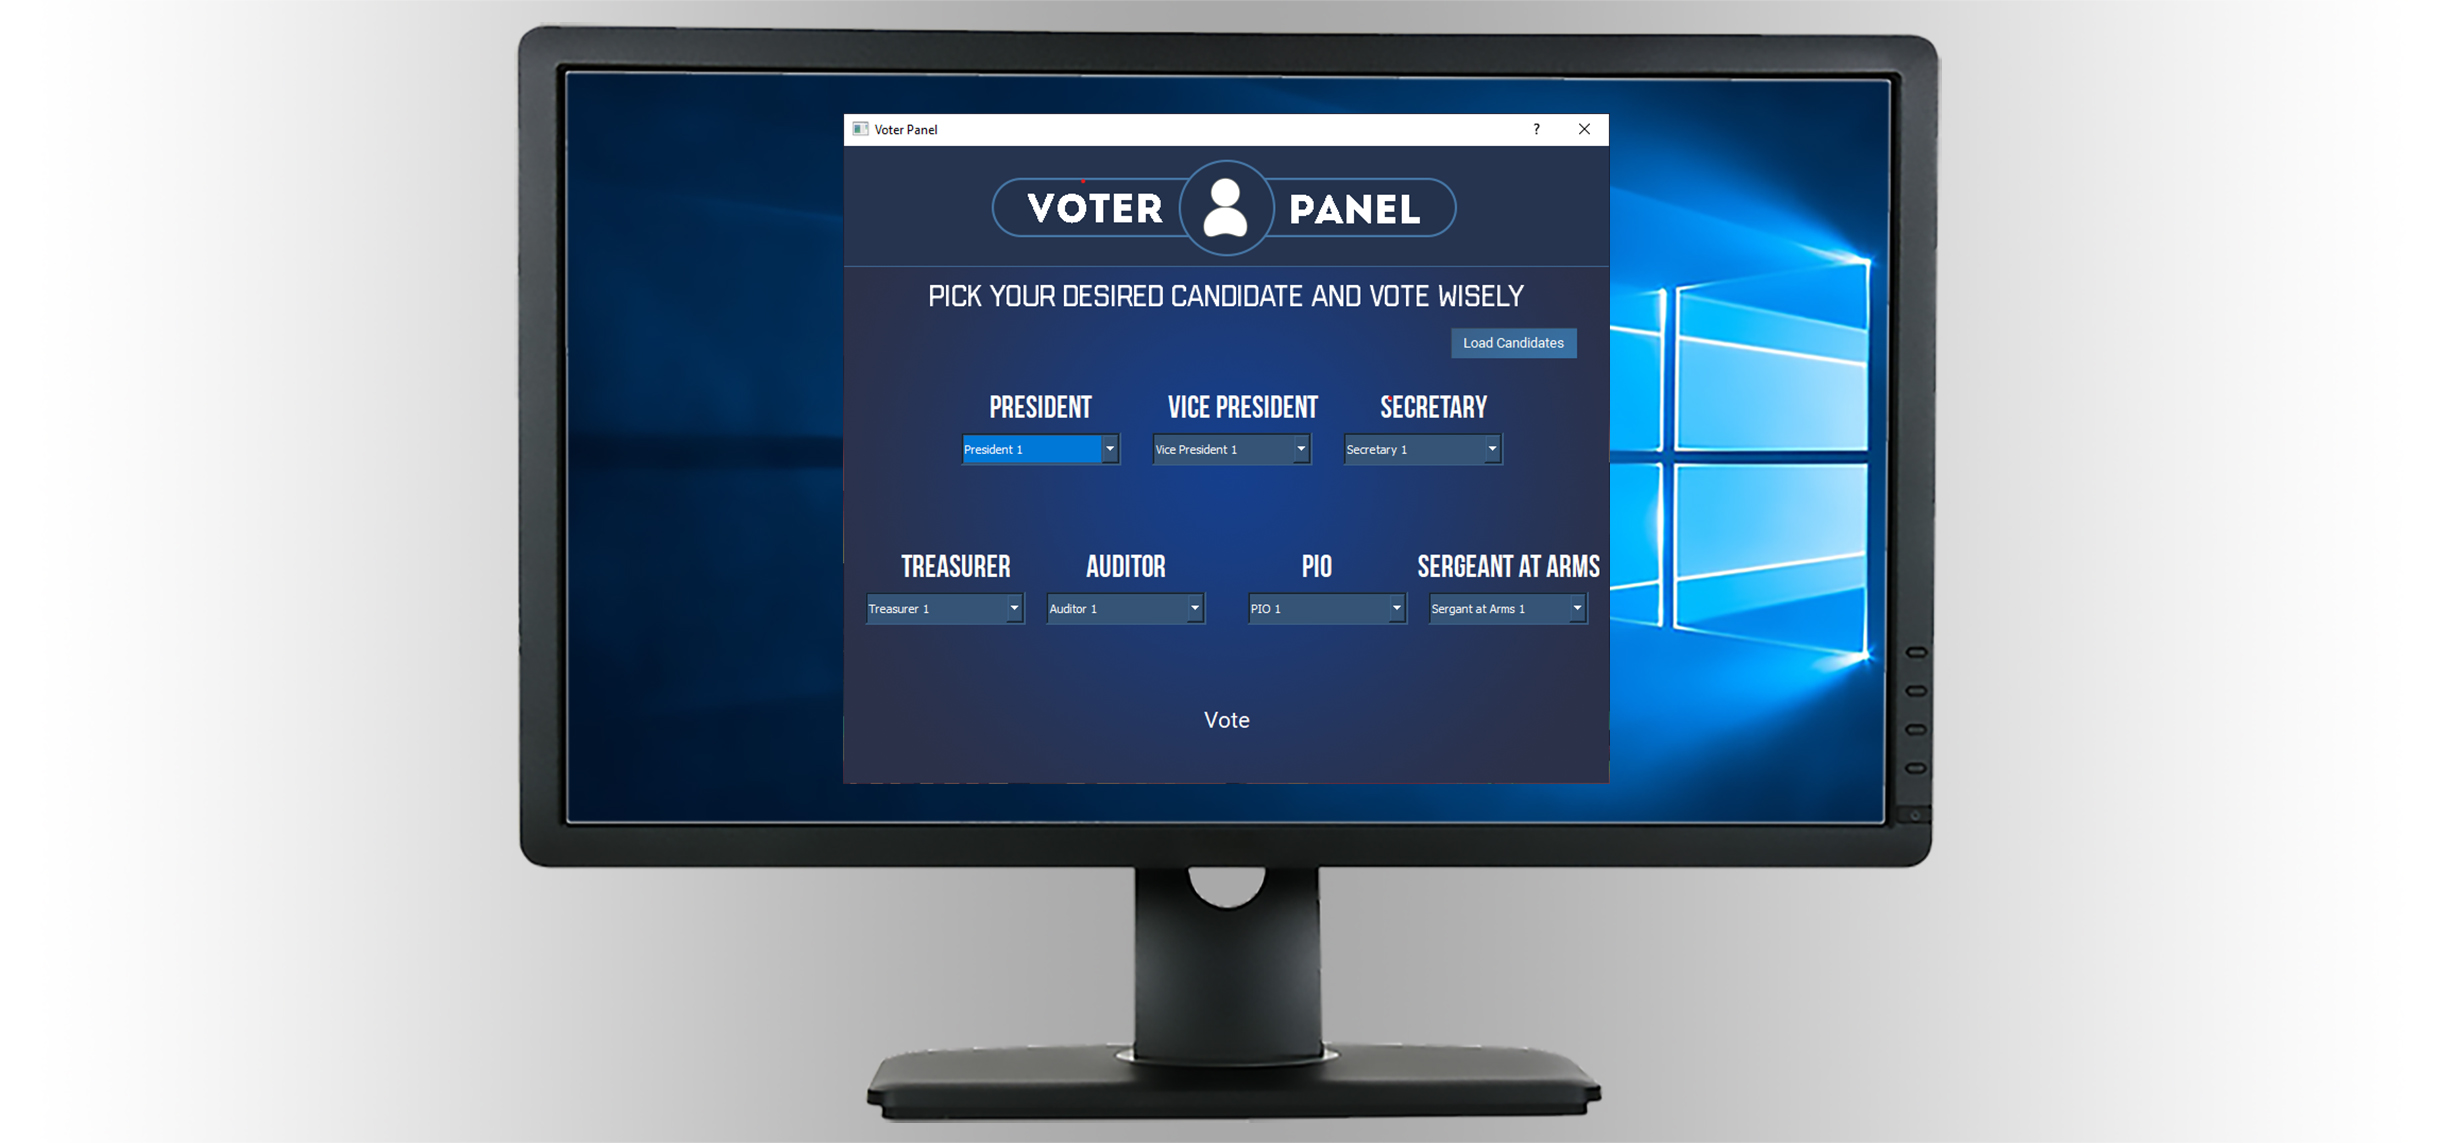 Voter Panel
VOTER PANEL
PICK YOUR DESIRED CANDIDATE AND VOTE WISELY
Load Candidates
PRESIDENT VICE PRESIDENT SECRETARY
President 1 Vice President 1 Secretary 1
TREASURER AUDITOR PIO SERGEANT AT ARMS
Treasurer 1 Auditor 1 PIO 1 Sergant at Arms 1
Vote